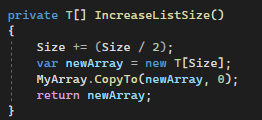 private T[] IncreaseListSize()
{
    Size += (Size / 2);
    var newArray = new T[Size];
    MyArray.CopyTo(newArray, 0);
    return newArray;
}